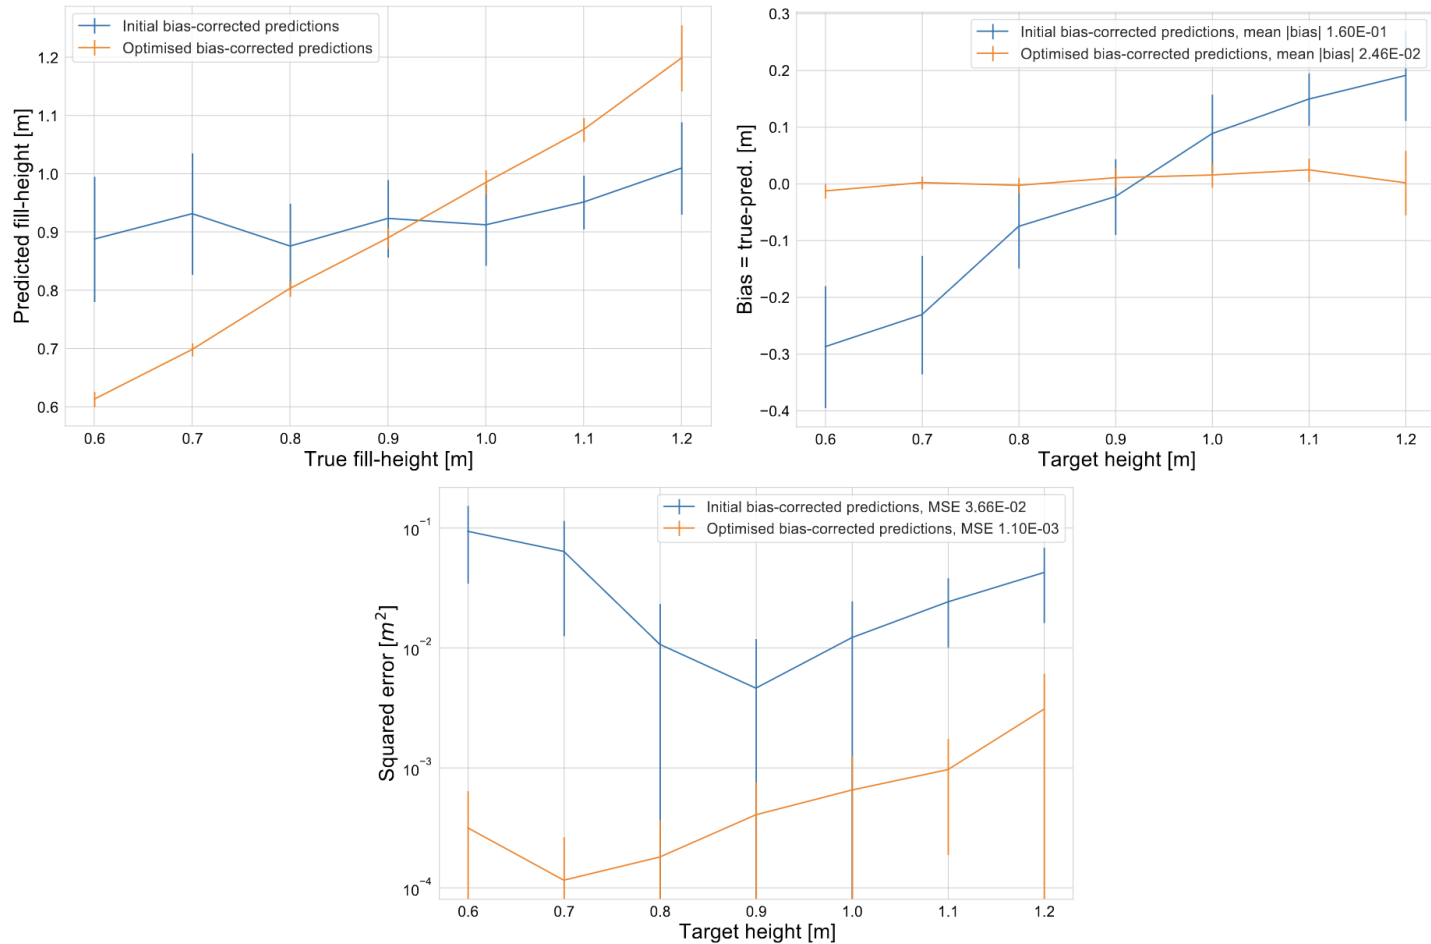 Initial bias-corrected predictions
Optimised bias-corrected predictions
1.2
1.1
1.0
0.9
0.8
0.7
0.6
Predicted fill-height [m]
0.6 0.7 0.8 0.9 1.0 1.1 1.2
True fill-height [m]
Initial bias-corrected predictions, mean |bias| 1.60E-01
Optimised bias-corrected predictions, mean |bias| 2.46E-02
0.3
0.2
0.1
0.0
−0.1
−0.2
−0.3
−0.4
Bias = true-pred. [m]
0.6 0.7 0.8 0.9 1.0 1.1 1.2
Target height [m]
Initial bias-corrected predictions, MSE 3.66E-02
Optimised bias-corrected predictions, MSE 1.10E-03
10⁻¹
10⁻²
10⁻³
10⁻⁴
Squared error [m²]
0.6 0.7 0.8 0.9 1.0 1.1 1.2
Target height [m]